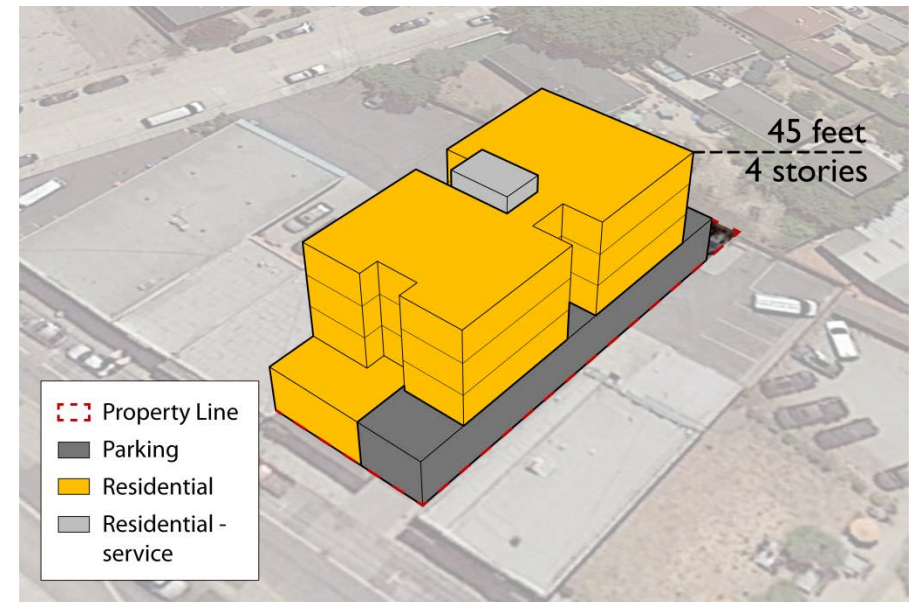 45 feet
4 stories
Property Line
Parking
Residential
Residential -
service